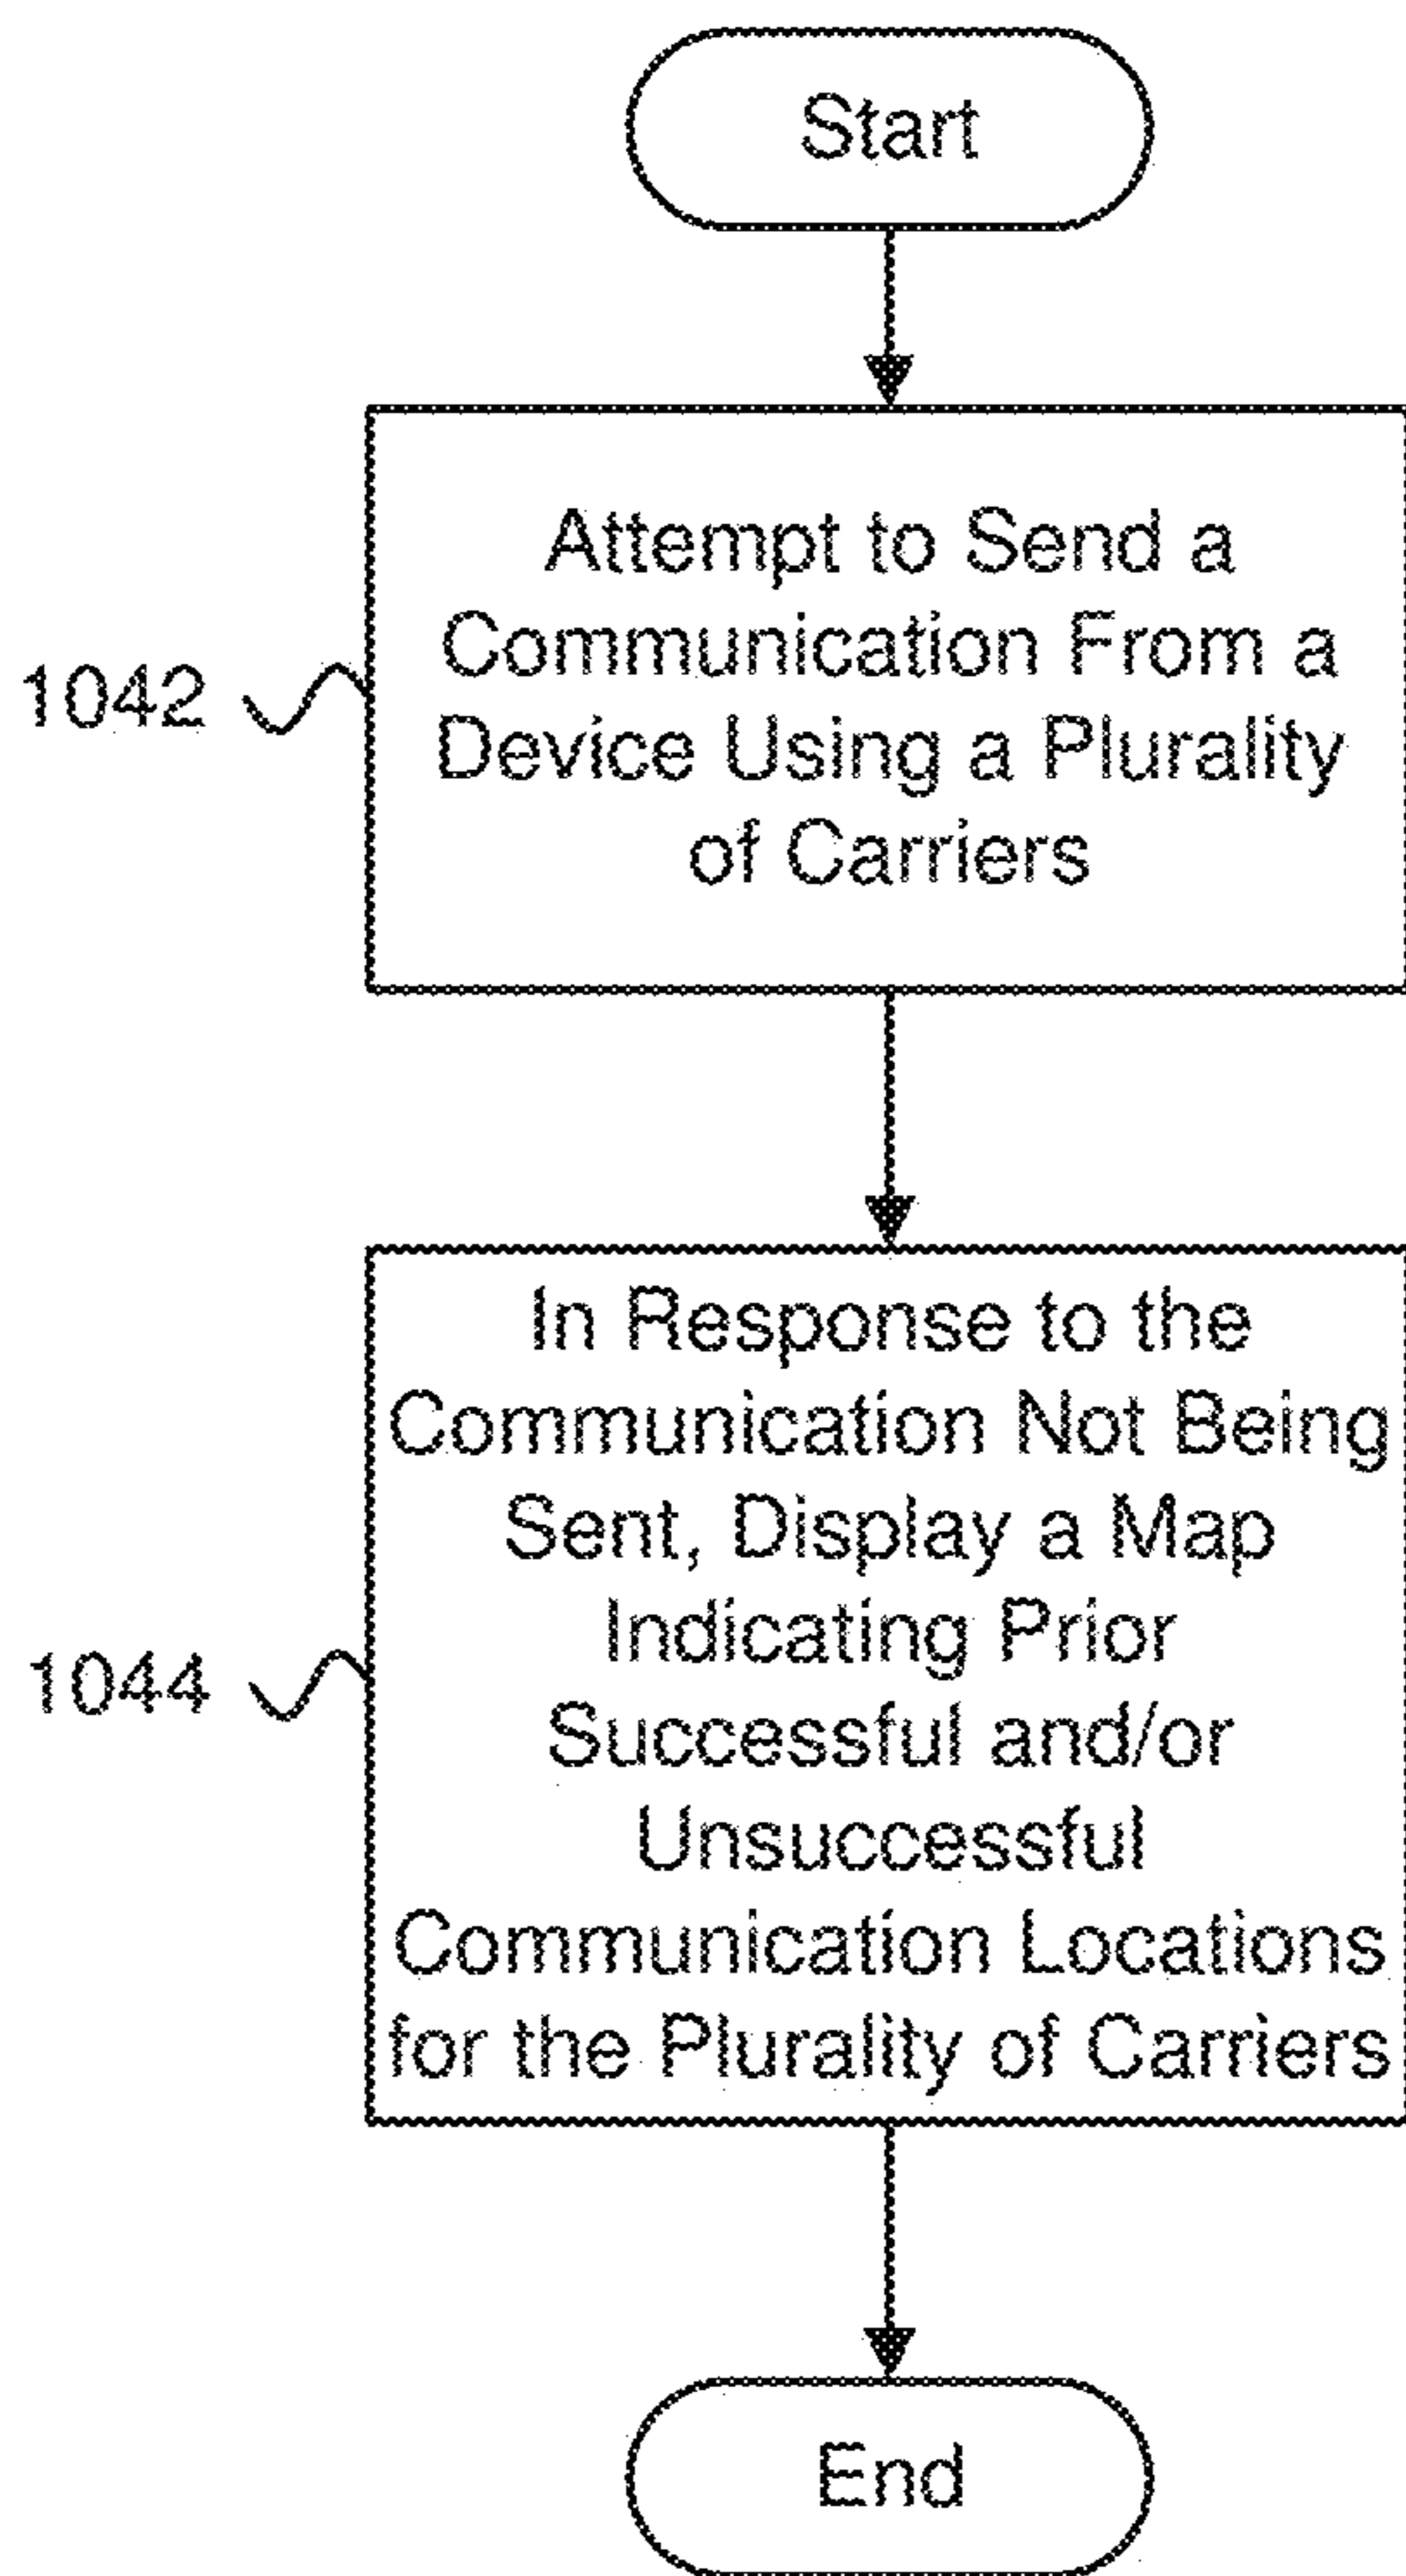 Start
Attempt to Send a
Communication From a
Device Using a Plurality
of Carriers
1042
In Response to the
Communication Not Being
Sent, Display a Map
Indicating Prior
Successful and/or
Unsuccessful
Communication Locations
for the Plurality of Carriers
1044
End